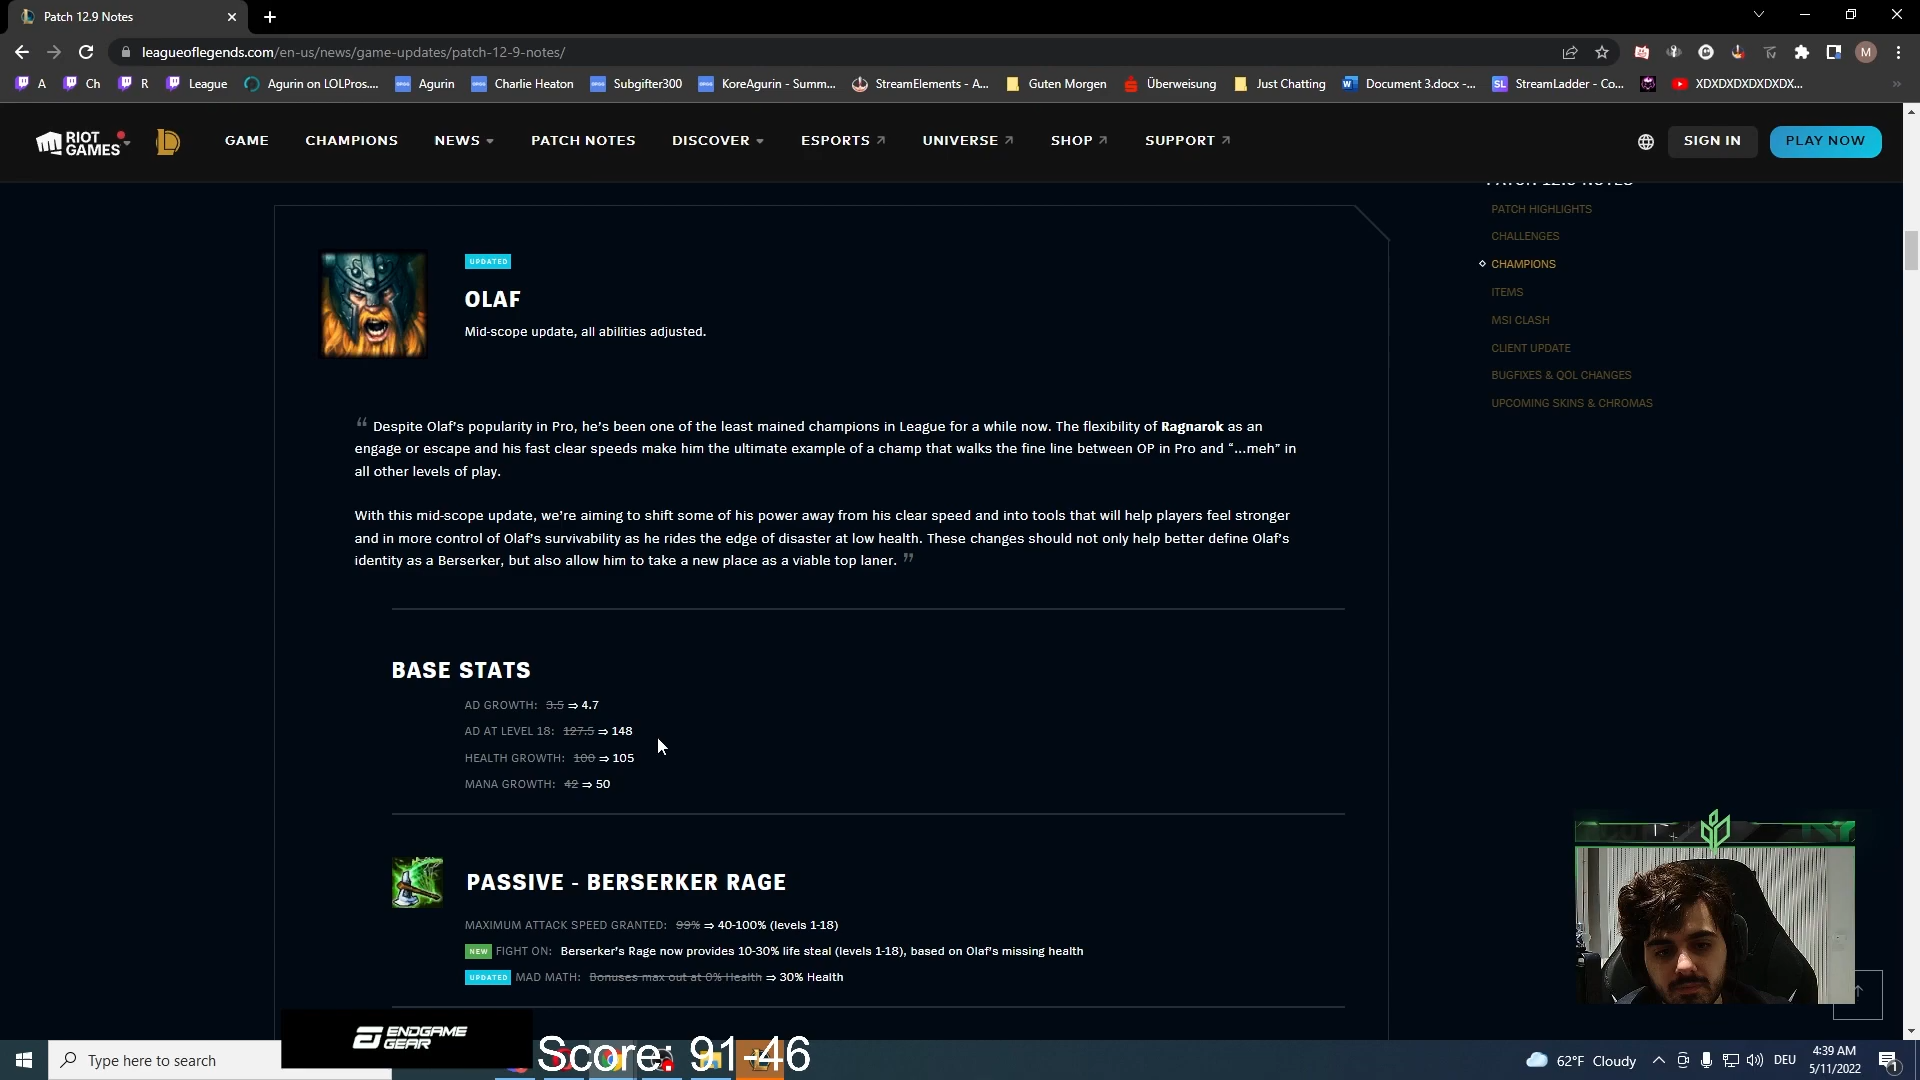 Patch 12.9 Notes
leagueoflegends.com/en-us/news/game-updates/patch-12-9-notes/
M
A
Ch
R
League
Agurin on LOLPros....
Agurin
Charlie Heaton
Subgifter300
KoreAgurin - Summ...
StreamElements - A...
Guten Morgen
Überweisung
Just Chatting
Document 3.docx -...
SL
StreamLadder - Co...
XDXDXDXDXDXDX...
RIOT
GAMES
GAME
CHAMPIONS
NEWS
PATCH NOTES
DISCOVER
ESPORTS
UNIVERSE
SHOP
SUPPORT
SIGN IN
PLAY NOW
PATCH 12.9 NOTES
PATCH HIGHLIGHTS
CHALLENGES
CHAMPIONS
ITEMS
MSI CLASH
CLIENT UPDATE
BUGFIXES & QOL CHANGES
UPCOMING SKINS & CHROMAS
UPDATED
OLAF
Mid-scope update, all abilities adjusted.
“ Despite Olaf's popularity in Pro, he's been one of the least mained champions in League for a while now. The flexibility of Ragnarok as an
engage or escape and his fast clear speeds make him the ultimate example of a champ that walks the fine line between OP in Pro and “...meh” in
all other levels of play.
With this mid-scope update, we're aiming to shift some of his power away from his clear speed and into tools that will help players feel stronger
and in more control of Olaf's survivability as he rides the edge of disaster at low health. These changes should not only help better define Olaf's
identity as a Berserker, but also allow him to take a new place as a viable top laner. ”
BASE STATS
AD GROWTH: 3.5 ⇒ 4.7
AD AT LEVEL 18: 127.5 ⇒ 148
HEALTH GROWTH: 100 ⇒ 105
MANA GROWTH: 42 ⇒ 50
PASSIVE - BERSERKER RAGE
MAXIMUM ATTACK SPEED GRANTED: 99% ⇒ 40-100% (levels 1-18)
NEW FIGHT ON: Berserker's Rage now provides 10-30% life steal (levels 1-18), based on Olaf's missing health
UPDATED MAD MATH: Bonuses max out at 0% Health ⇒ 30% Health
ENDGAME
GEAR
Score: 91-46
Type here to search
62°F Cloudy
DEU
4:39 AM
5/11/2022
1